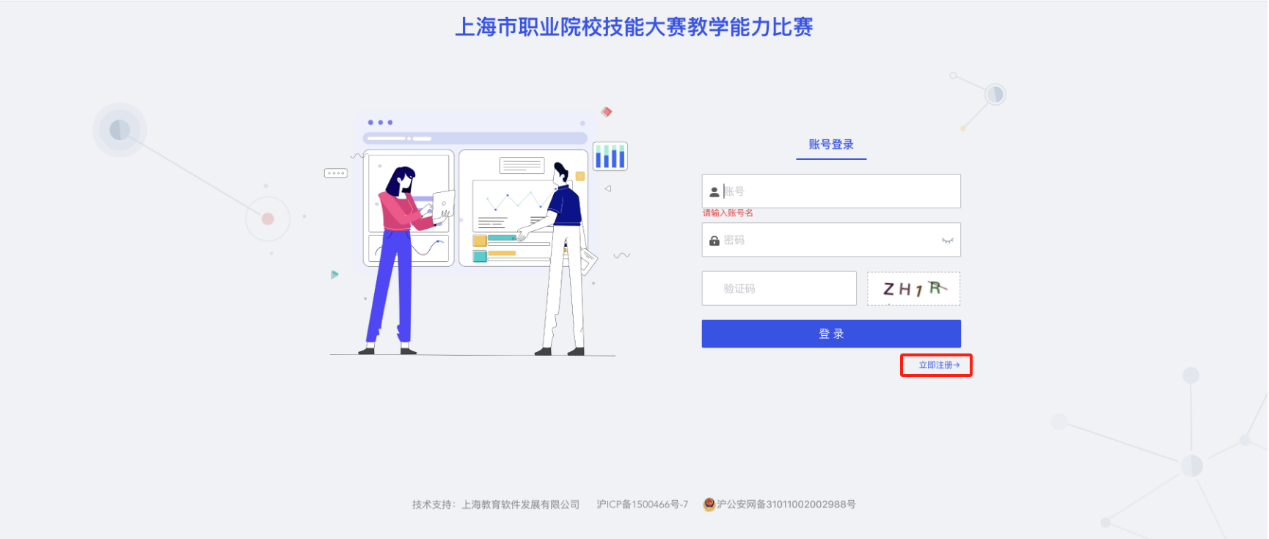 上海市职业院校技能大赛教学能力比赛
账号登录
账号
请输入账号名
密码
验证码
ZH1R
登录
立即注册→
技术支持：上海教育软件发展有限公司 沪ICP备1500466号-7 沪公安网备31011002002988号